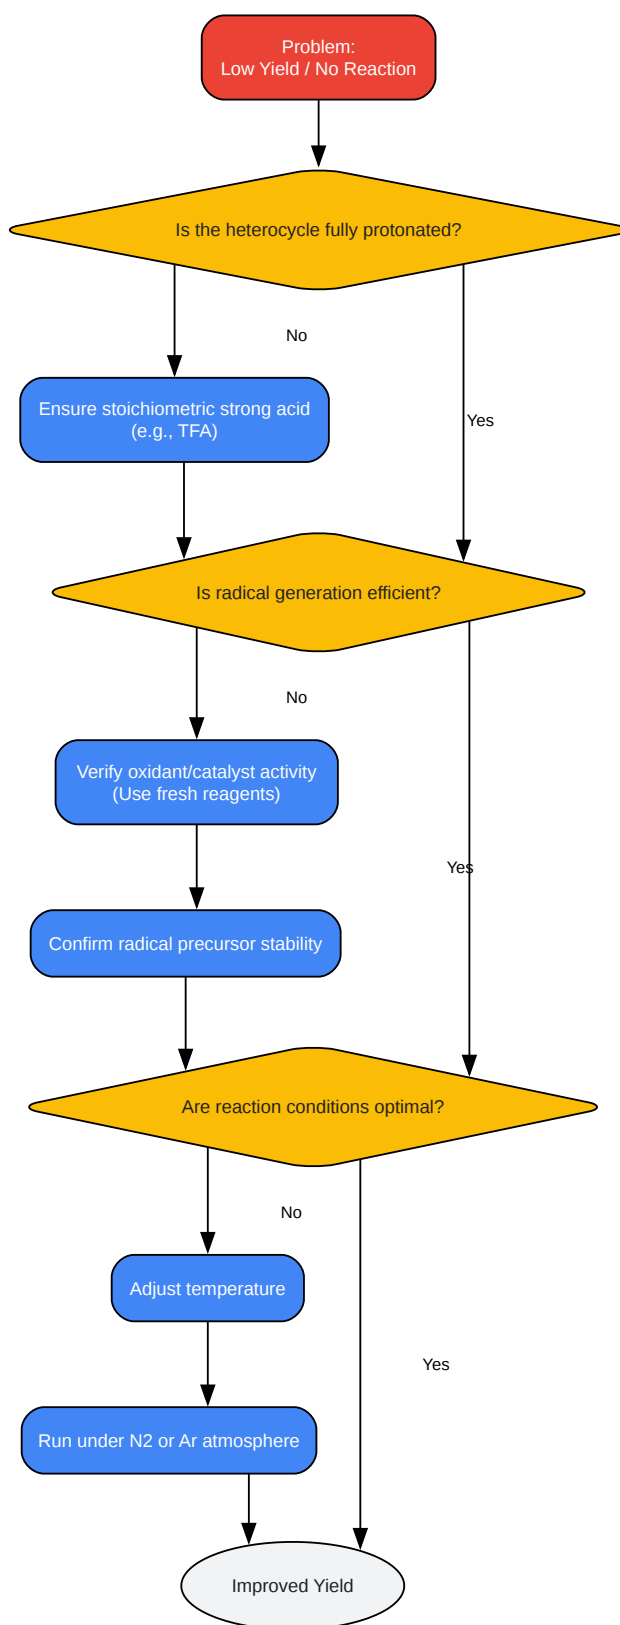 Problem:
Low Yield / No Reaction
Is the heterocycle fully protonated?
No
Ensure stoichiometric strong acid
(e.g., TFA)
Yes
Is radical generation efficient?
No
Verify oxidant/catalyst activity
(Use fresh reagents)
Yes
Confirm radical precursor stability
Are reaction conditions optimal?
No
Adjust temperature
Yes
Run under N2 or Ar atmosphere
Improved Yield